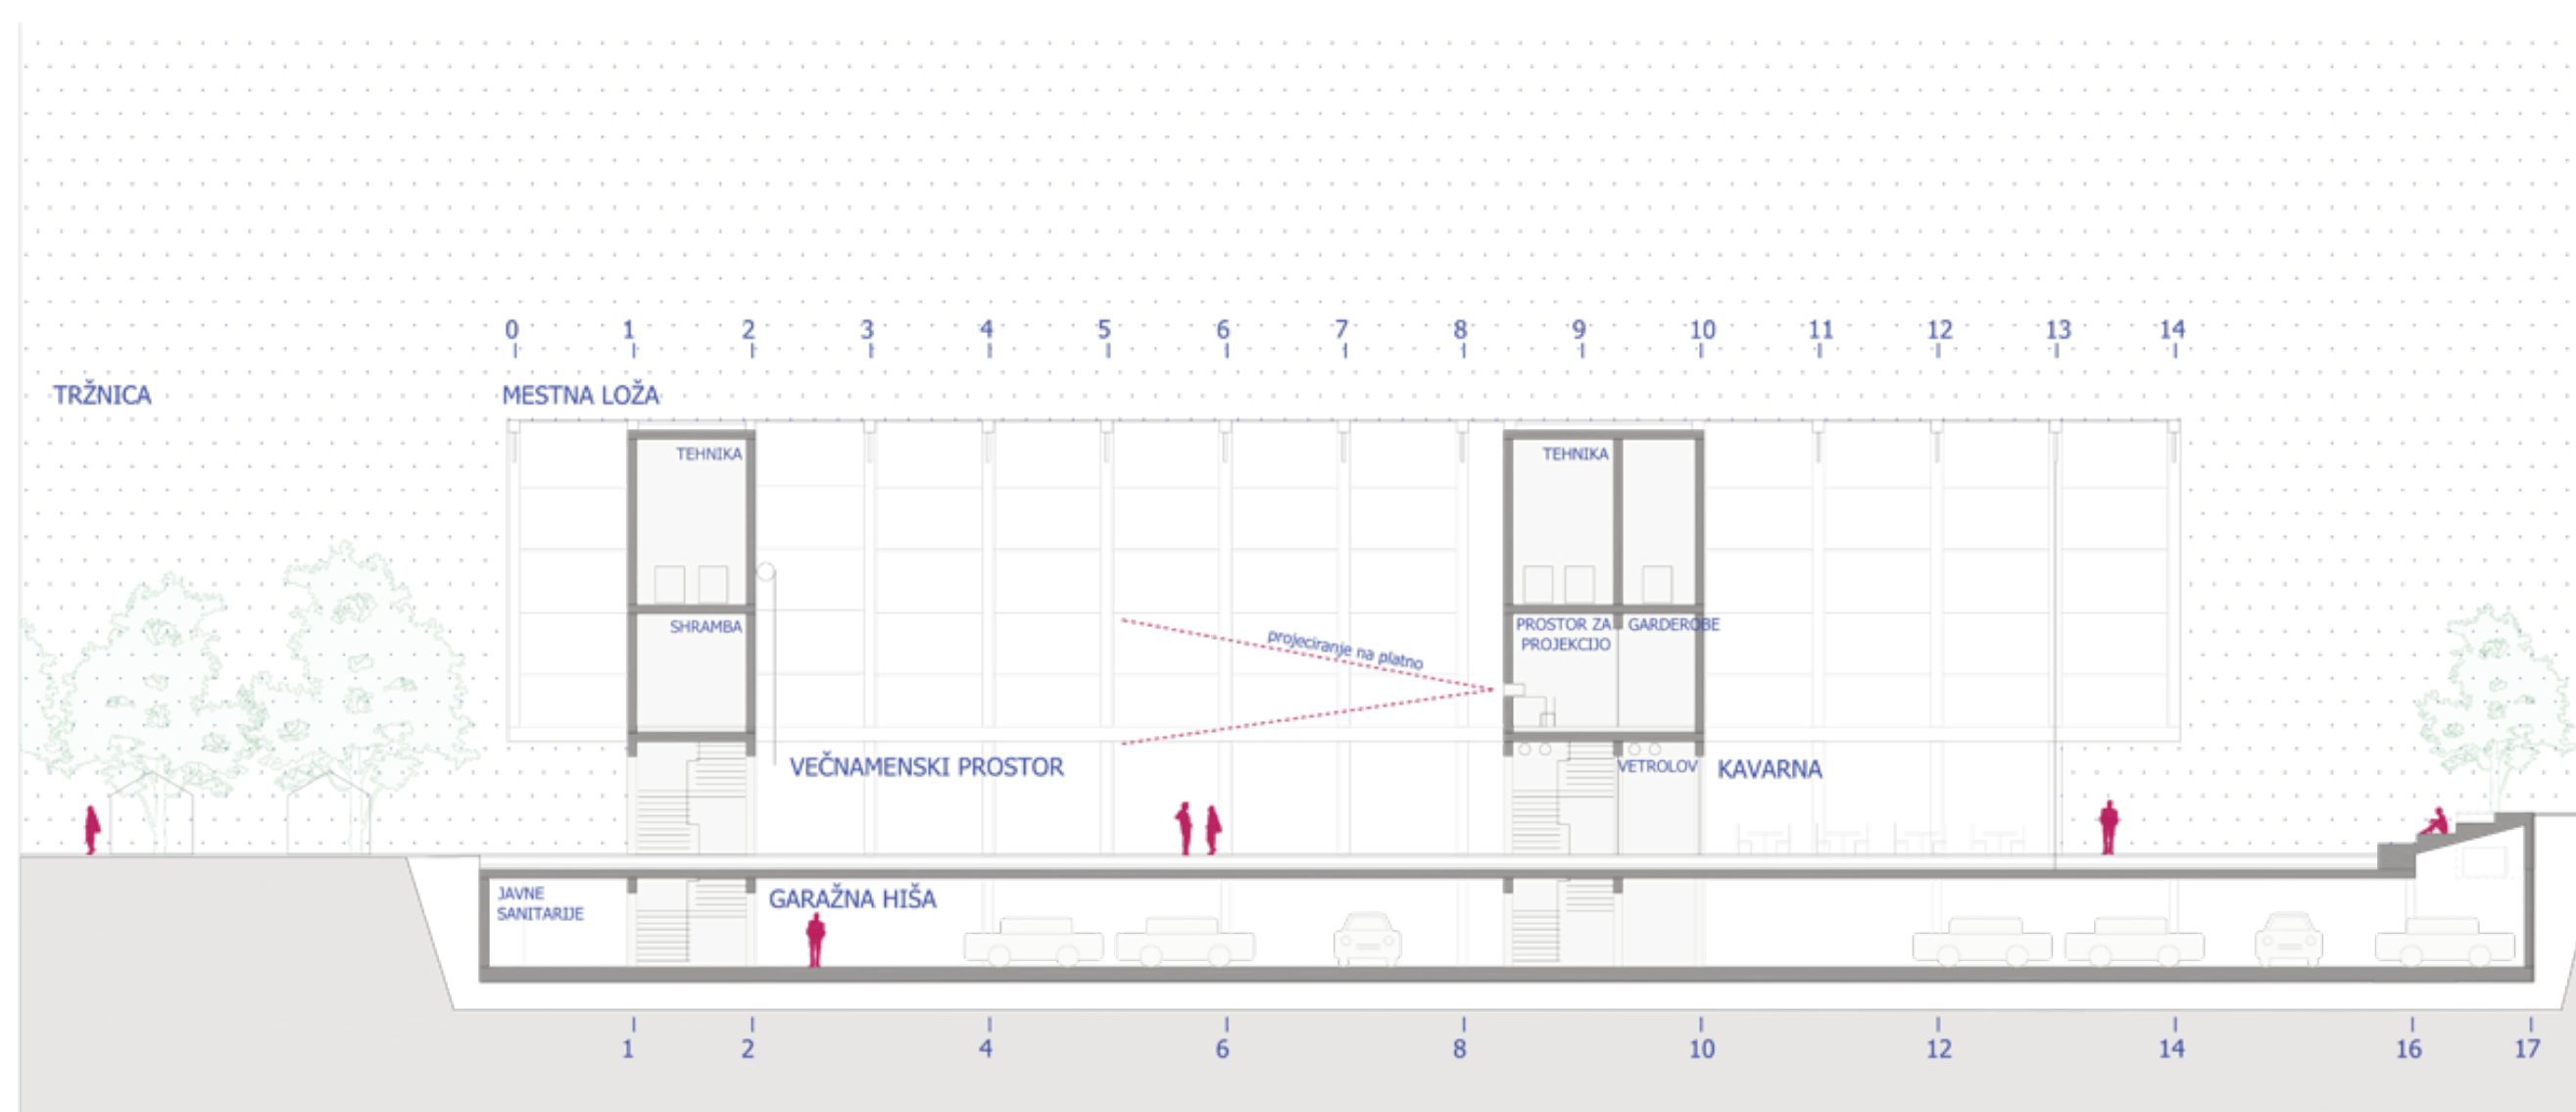 0 1 2 3 4 5 6 7 8 9 10 11 12 13 14
TRŽNICA
MESTNA LOŽA
TEHNIKA
TEHNIKA
SHRAMBA
PROSTOR ZA
PROJEKCIJO
GARDEROBE
projeciranje na platno
VEČNAMENSKI PROSTOR
VETROLOV
KAVARNA
JAVNE
SANITARIJE
GARAŽNA HIŠA
1 2 4 6 8 10 12 14 16 17